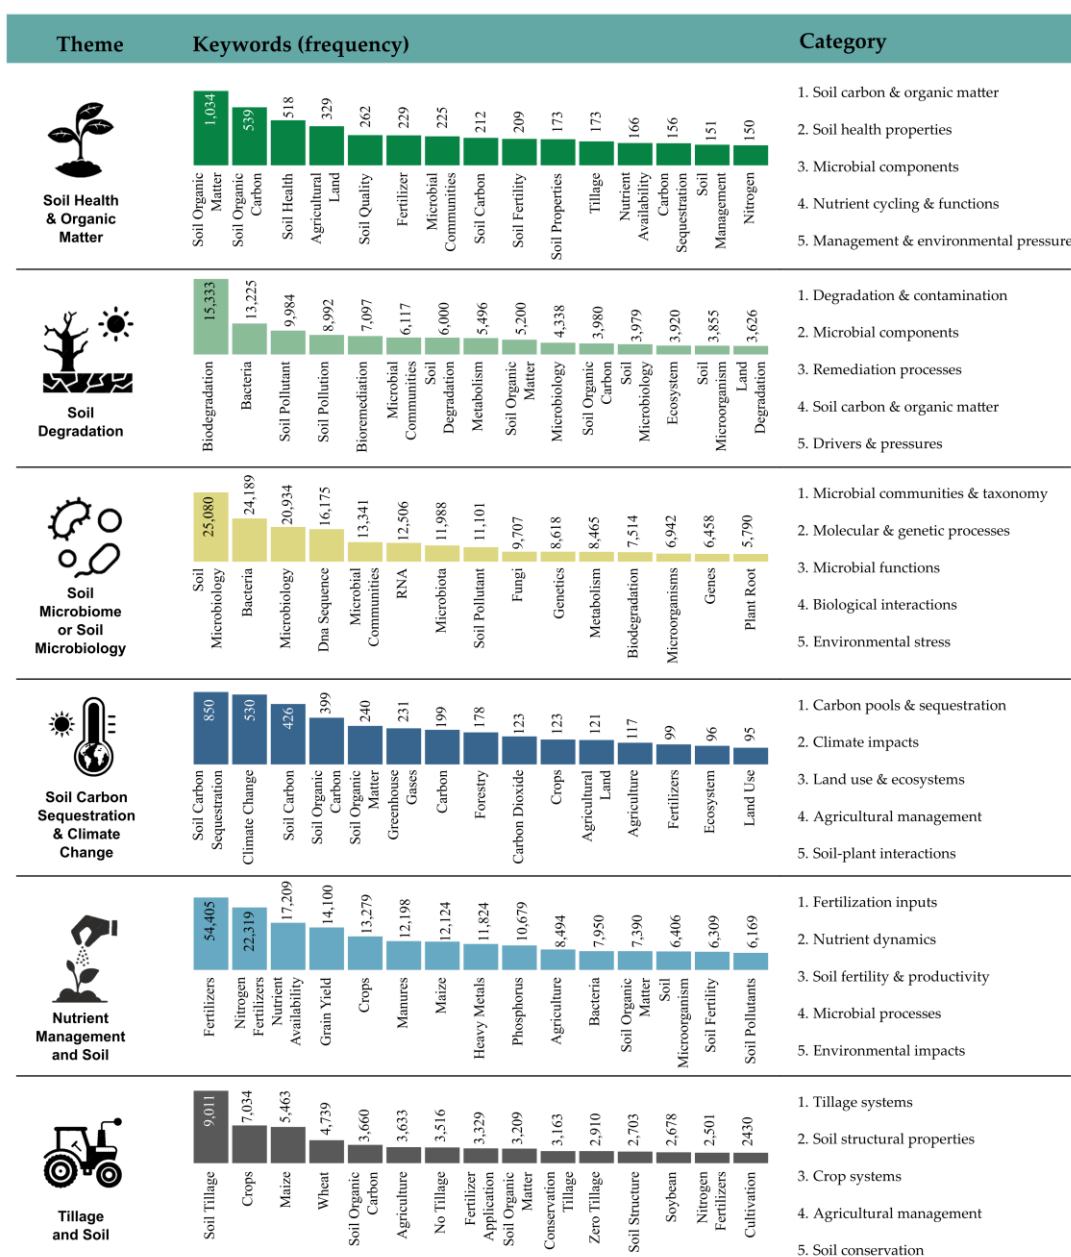 Theme
Keywords (frequency)
Category
Soil Health
& Organic
Matter
1,034
539
518
329
262
229
225
212
209
173
173
166
156
151
150
Soil Organic
Matter
Soil Organic
Carbon
Soil Health
Agricultural
Land
Soil Quality
Fertilizer
Microbial
Communities
Soil Carbon
Soil Fertility
Soil Properties
Tillage
Nutrient
Availability
Carbon
Sequestration
Soil
Management
Nitrogen
1. Soil carbon & organic matter
2. Soil health properties
3. Microbial components
4. Nutrient cycling & functions
5. Management & environmental pressure
Soil
Degradation
15,333
13,225
9,984
8,992
7,097
6,117
6,000
5,496
5,200
4,338
3,980
3,979
3,920
3,855
3,626
Biodegradation
Bacteria
Soil Pollutant
Soil Pollution
Bioremediation
Microbial
Communities
Soil
Degradation
Metabolism
Soil Organic
Matter
Microbiology
Soil Organic
Carbon
Soil
Microbiology
Ecosystem
Soil
Microorganism
Land
Degradation
1. Degradation & contamination
2. Microbial components
3. Remediation processes
4. Soil carbon & organic matter
5. Drivers & pressures
Soil
Microbiome
or Soil
Microbiology
25,080
24,189
20,934
16,175
13,341
12,506
11,988
11,101
9,707
8,618
8,465
7,514
6,942
6,458
5,790
Soil
Microbiology
Bacteria
Microbiology
Dna Sequence
Microbial
Communities
RNA
Microbiota
Soil Pollutant
Fungi
Genetics
Metabolism
Biodegradation
Microorganisms
Genes
Plant Root
1. Microbial communities & taxonomy
2. Molecular & genetic processes
3. Microbial functions
4. Biological interactions
5. Environmental stress
Soil Carbon
Sequestration
& Climate
Change
850
530
426
399
240
231
199
178
123
123
121
117
99
96
95
Soil Carbon
Sequestration
Climate Change
Soil Carbon
Soil Organic
Carbon
Soil Organic
Matter
Greenhouse
Gases
Carbon
Forestry
Carbon Dioxide
Crops
Agricultural
Land
Agriculture
Fertilizers
Ecosystem
Land Use
1. Carbon pools & sequestration
2. Climate impacts
3. Land use & ecosystems
4. Agricultural management
5. Soil-plant interactions
Nutrient
Management
and Soil
54,405
22,319
17,209
14,100
13,279
12,198
12,124
11,824
10,679
8,494
7,950
7,390
6,406
6,309
6,169
Fertilizers
Nitrogen
Fertilizers
Nutrient
Availability
Grain Yield
Crops
Manures
Maize
Heavy Metals
Phosphorus
Agriculture
Bacteria
Soil Organic
Matter
Soil
Microorganism
Soil Fertility
Soil Pollutants
1. Fertilization inputs
2. Nutrient dynamics
3. Soil fertility & productivity
4. Microbial processes
5. Environmental impacts
Tillage
and Soil
9,011
7,034
5,463
4,739
3,660
3,633
3,516
3,329
3,209
3,163
2,910
2,703
2,678
2,501
2430
Soil Tillage
Crops
Maize
Wheat
Soil Organic
Carbon
Agriculture
No Tillage
Fertilizer
Application
Soil Organic
Matter
Conservation
Tillage
Zero Tillage
Soil Structure
Soybean
Nitrogen
Fertilizers
Cultivation
1. Tillage systems
2. Soil structural properties
3. Crop systems
4. Agricultural management
5. Soil conservation